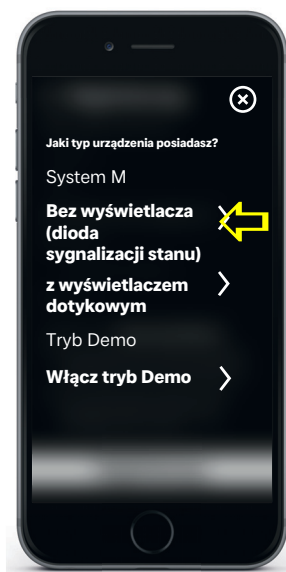 Jaki typ urządzenia posiadasz?
System M
Bez wyświetlacza
(dioda
sygnalizacji stanu)
z wyświetlaczem
dotykowym
Tryb Demo
Włącz tryb Demo